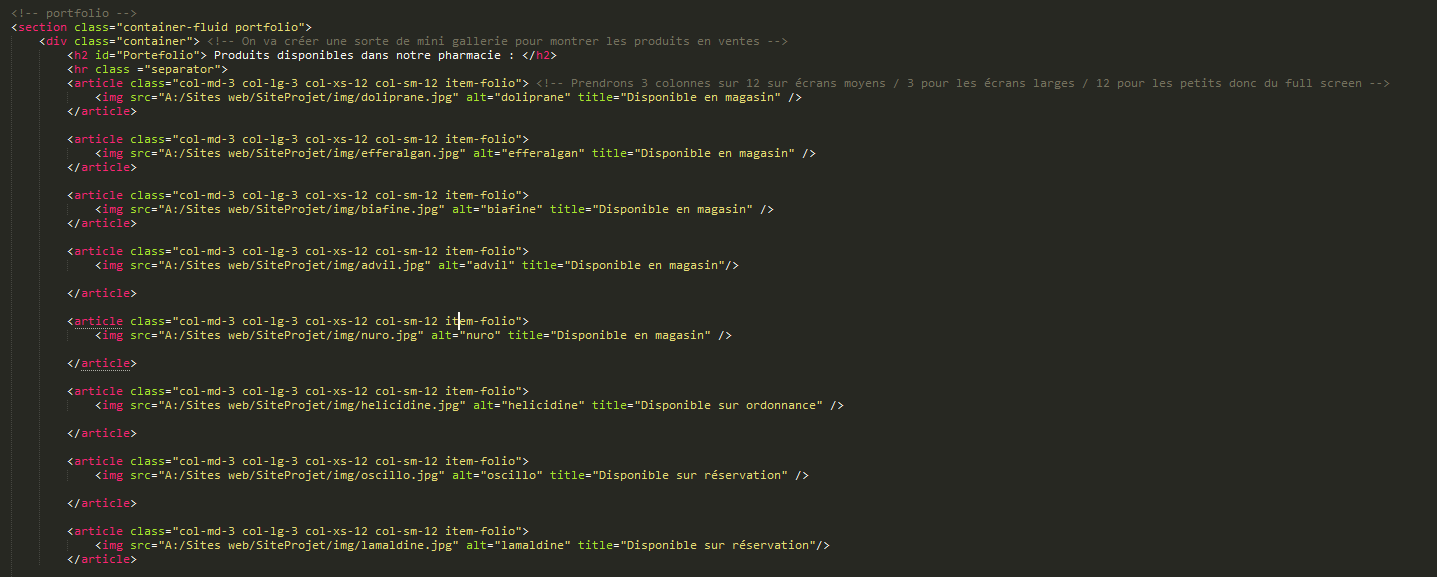 <!-- portfolio -->
<section class="container-fluid portfolio">
<div class="container"> <!-- On va créer une sorte de mini gallerie pour montrer les produits en ventes -->
<h2 id="Portefolio"> Produits disponibles dans notre pharmacie : </h2>
<hr class ="separator">
<article class="col-md-3 col-lg-3 col-xs-12 col-sm-12 item-folio"> <!-- Prendrons 3 colonnes sur 12 sur écrans moyens / 3 pour les écrans larges / 12 pour les petits donc du full screen -->
<img src="A:/Sites web/SiteProjet/img/doliprane.jpg" alt="doliprane" title="Disponible en magasin" />
</article>
<article class="col-md-3 col-lg-3 col-xs-12 col-sm-12 item-folio">
<img src="A:/Sites web/SiteProjet/img/efferalgan.jpg" alt="efferalgan" title="Disponible en magasin" />
</article>
<article class="col-md-3 col-lg-3 col-xs-12 col-sm-12 item-folio">
<img src="A:/Sites web/SiteProjet/img/biafine.jpg" alt="biafine" title="Disponible en magasin" />
</article>
<article class="col-md-3 col-lg-3 col-xs-12 col-sm-12 item-folio">
<img src="A:/Sites web/SiteProjet/img/advil.jpg" alt="advil" title="Disponible en magasin"/>
</article>
<article class="col-md-3 col-lg-3 col-xs-12 col-sm-12 item-folio">
<img src="A:/Sites web/SiteProjet/img/nuro.jpg" alt="nuro" title="Disponible en magasin" />
</article>
<article class="col-md-3 col-lg-3 col-xs-12 col-sm-12 item-folio">
<img src="A:/Sites web/SiteProjet/img/helicidine.jpg" alt="helicidine" title="Disponible sur ordonnance" />
</article>
<article class="col-md-3 col-lg-3 col-xs-12 col-sm-12 item-folio">
<img src="A:/Sites web/SiteProjet/img/oscillo.jpg" alt="oscillo" title="Disponible sur réservation" />
</article>
<article class="col-md-3 col-lg-3 col-xs-12 col-sm-12 item-folio">
<img src="A:/Sites web/SiteProjet/img/lamaldine.jpg" alt="lamaldine" title="Disponible sur réservation"/>
</article>